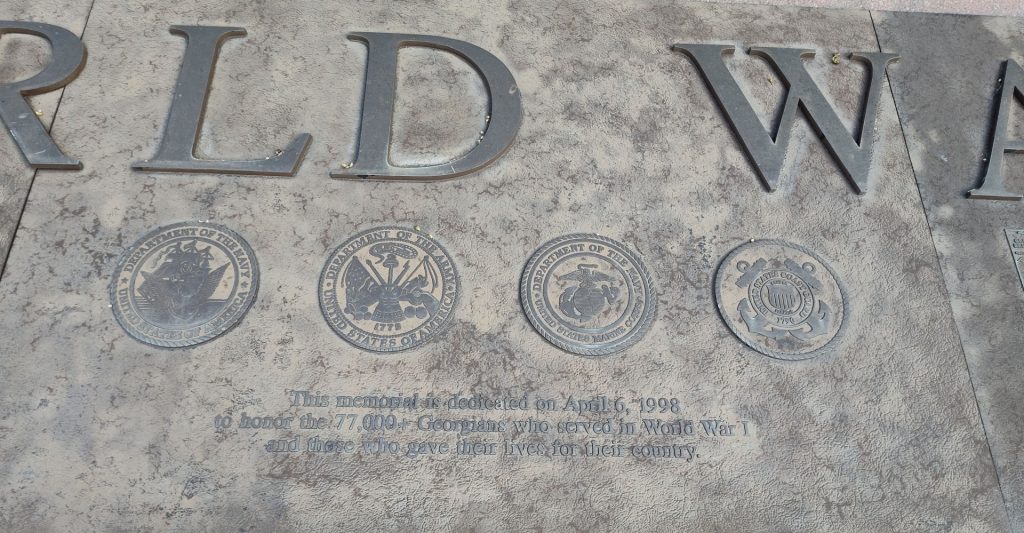 RLD WA
DEPARTMENT OF THE NAVY
UNITED STATES OF AMERICA
DEPARTMENT OF THE ARMY
1778
UNITED STATES OF AMERICA
DEPARTMENT OF THE NAVY
UNITED STATES MARINE CORPS
UNITED STATES COAST GUARD
1790
This memorial is dedicated on April 6, 1998
to honor the 77,000+ Georgians who served in World War I
and those who gave their lives for their country.